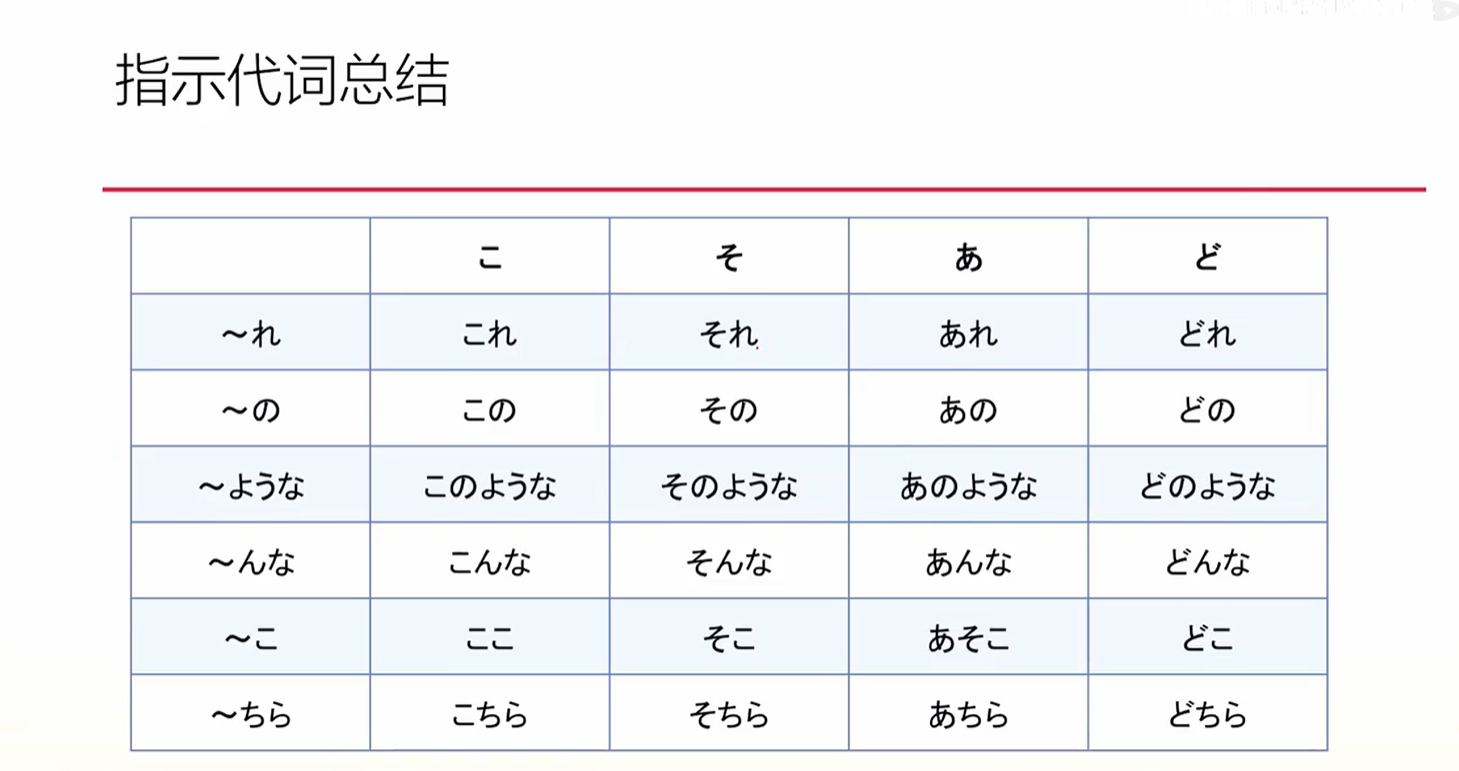 指示代词总结
こ そ あ ど
～れ これ それ あれ どれ
～の この その あの どの
～ような このような そのような あのような どのような
～んな こんな そんな あんな どんな
～こ ここ そこ あそこ どこ
～ちら こちら そちら あちら どちら